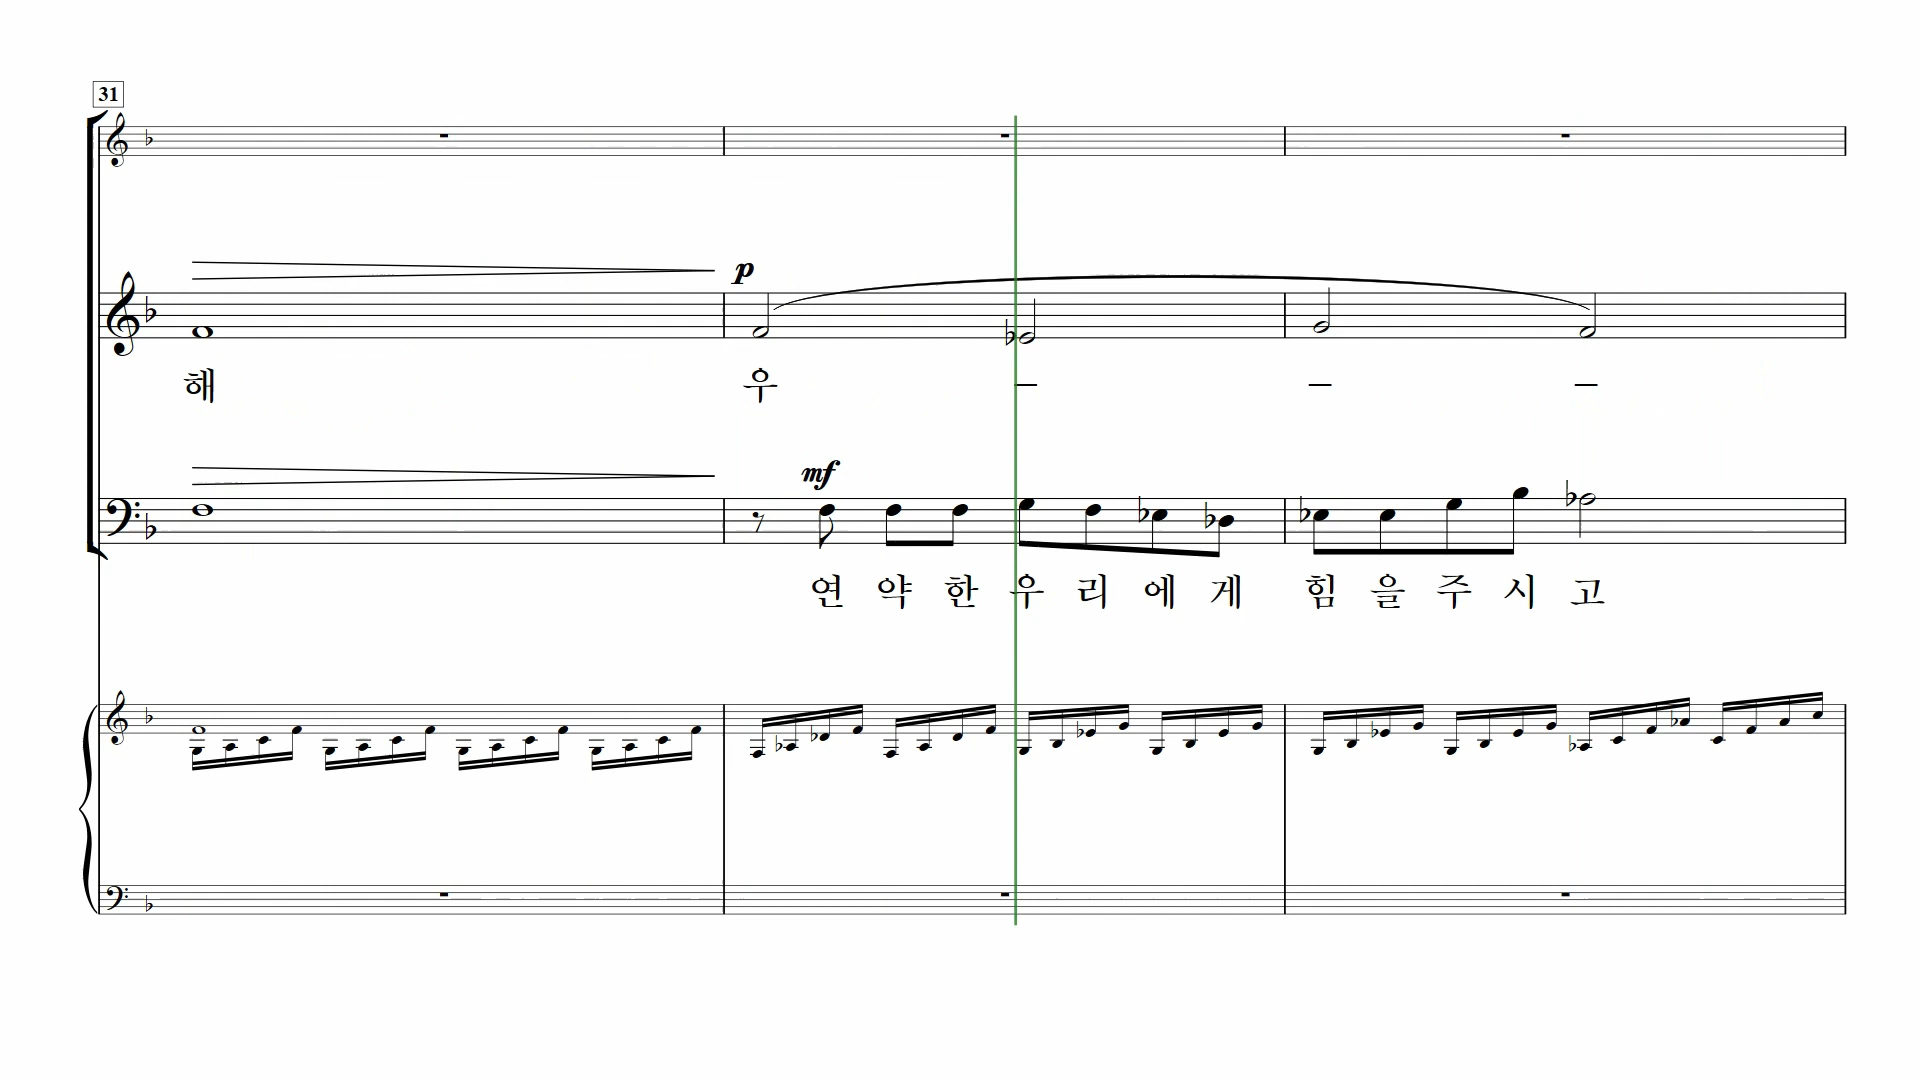 31
p
해 우 – – –
mf
연 약 한 우 리 에 게 힘 을 주 시 고